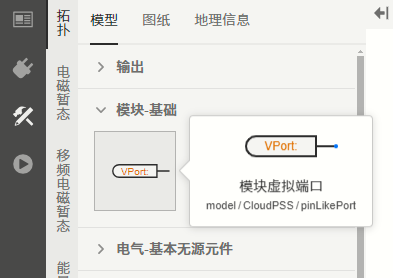 拓扑
电磁暂态
移频电磁暂态
能
模型 图纸 地理信息
输出
模块-基础
VPort:
VPort:
模块虚拟端口
model / CloudPSS / pinLikePort
电气-基本无源元件